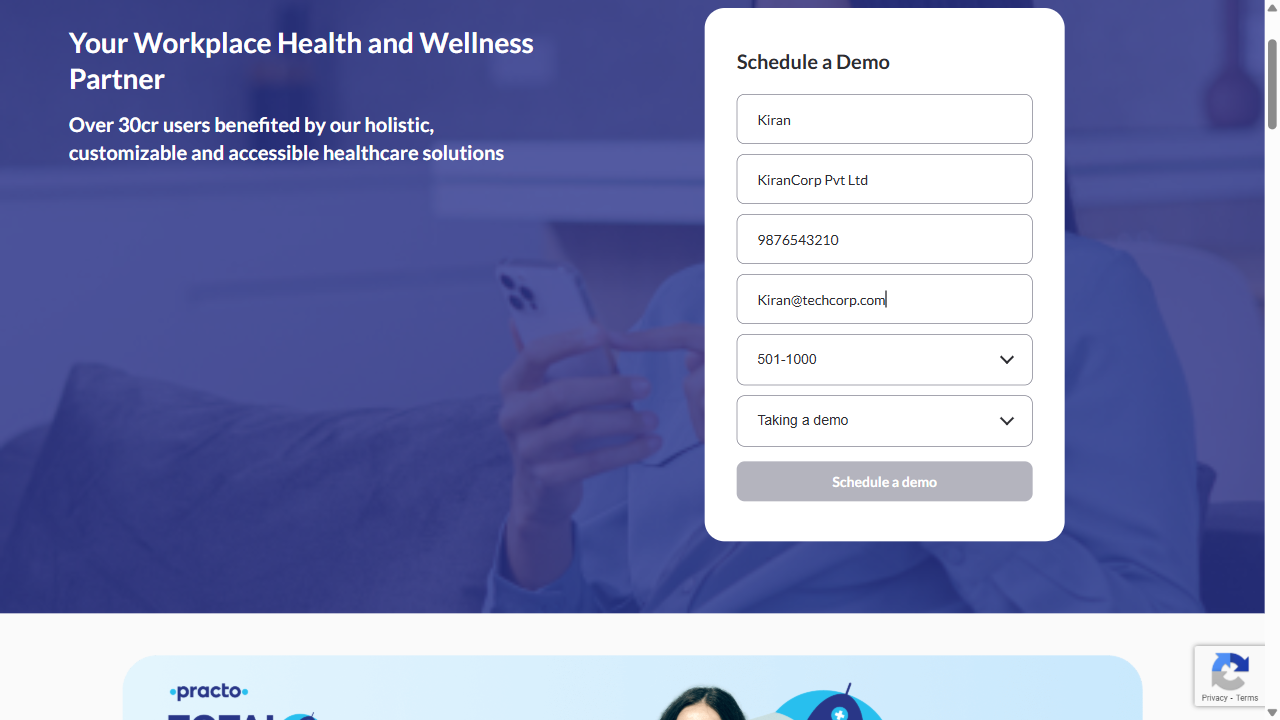 Your Workplace Health and Wellness
Partner
Over 30cr users benefited by our holistic,
customizable and accessible healthcare solutions
Schedule a Demo
Kiran
KiranCorp Pvt Ltd
9876543210
Kiran@techcorp.com
501-1000
Taking a demo
Schedule a demo
practo
Privacy - Terms